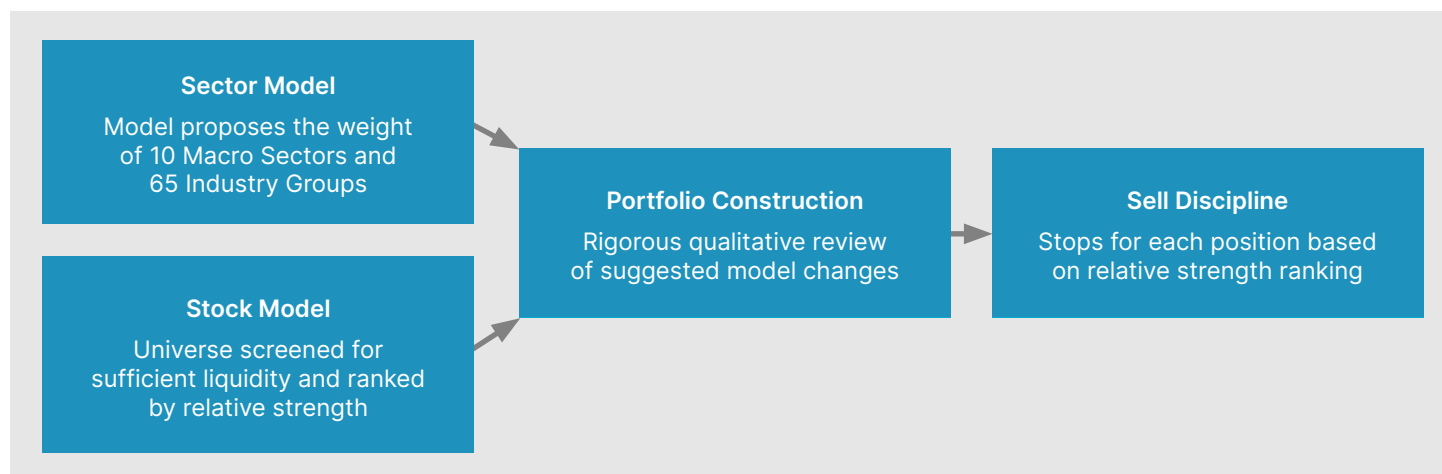 Sector Model
Model proposes the weight
of 10 Macro Sectors and
65 Industry Groups
Stock Model
Universe screened for
sufficient liquidity and ranked
by relative strength
Portfolio Construction
Rigorous qualitative review
of suggested model changes
Sell Discipline
Stops for each position based
on relative strength ranking